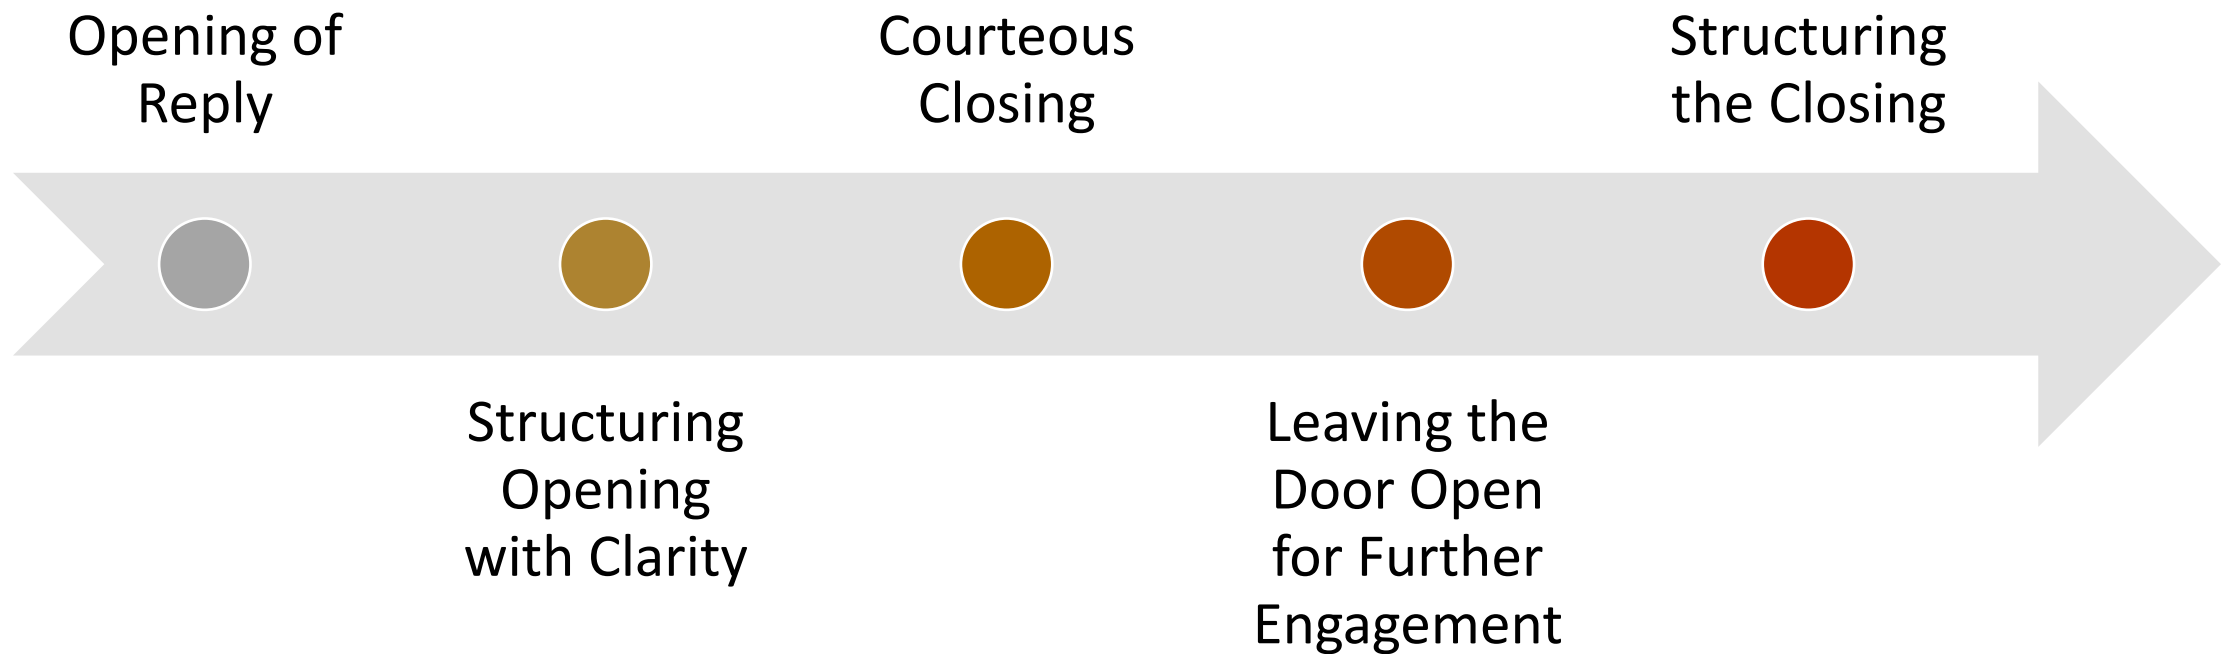 Opening of
Reply
Structuring
Opening
with Clarity
Courteous
Closing
Leaving the
Door Open
for Further
Engagement
Structuring
the Closing